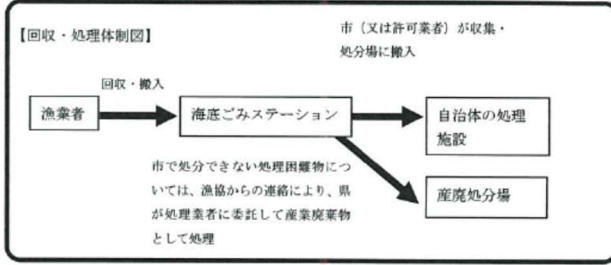 【回収・処理体制図】
市（又は許可業者）が収集・
処分場に搬入
回収・搬入
漁業者
海底ごみステーション
自治体の処理
施設
市で処分できない処理困難物につ
いては、漁協からの連絡により、県
が処理業者に委託して産業廃棄物
として処理
産廃処分場